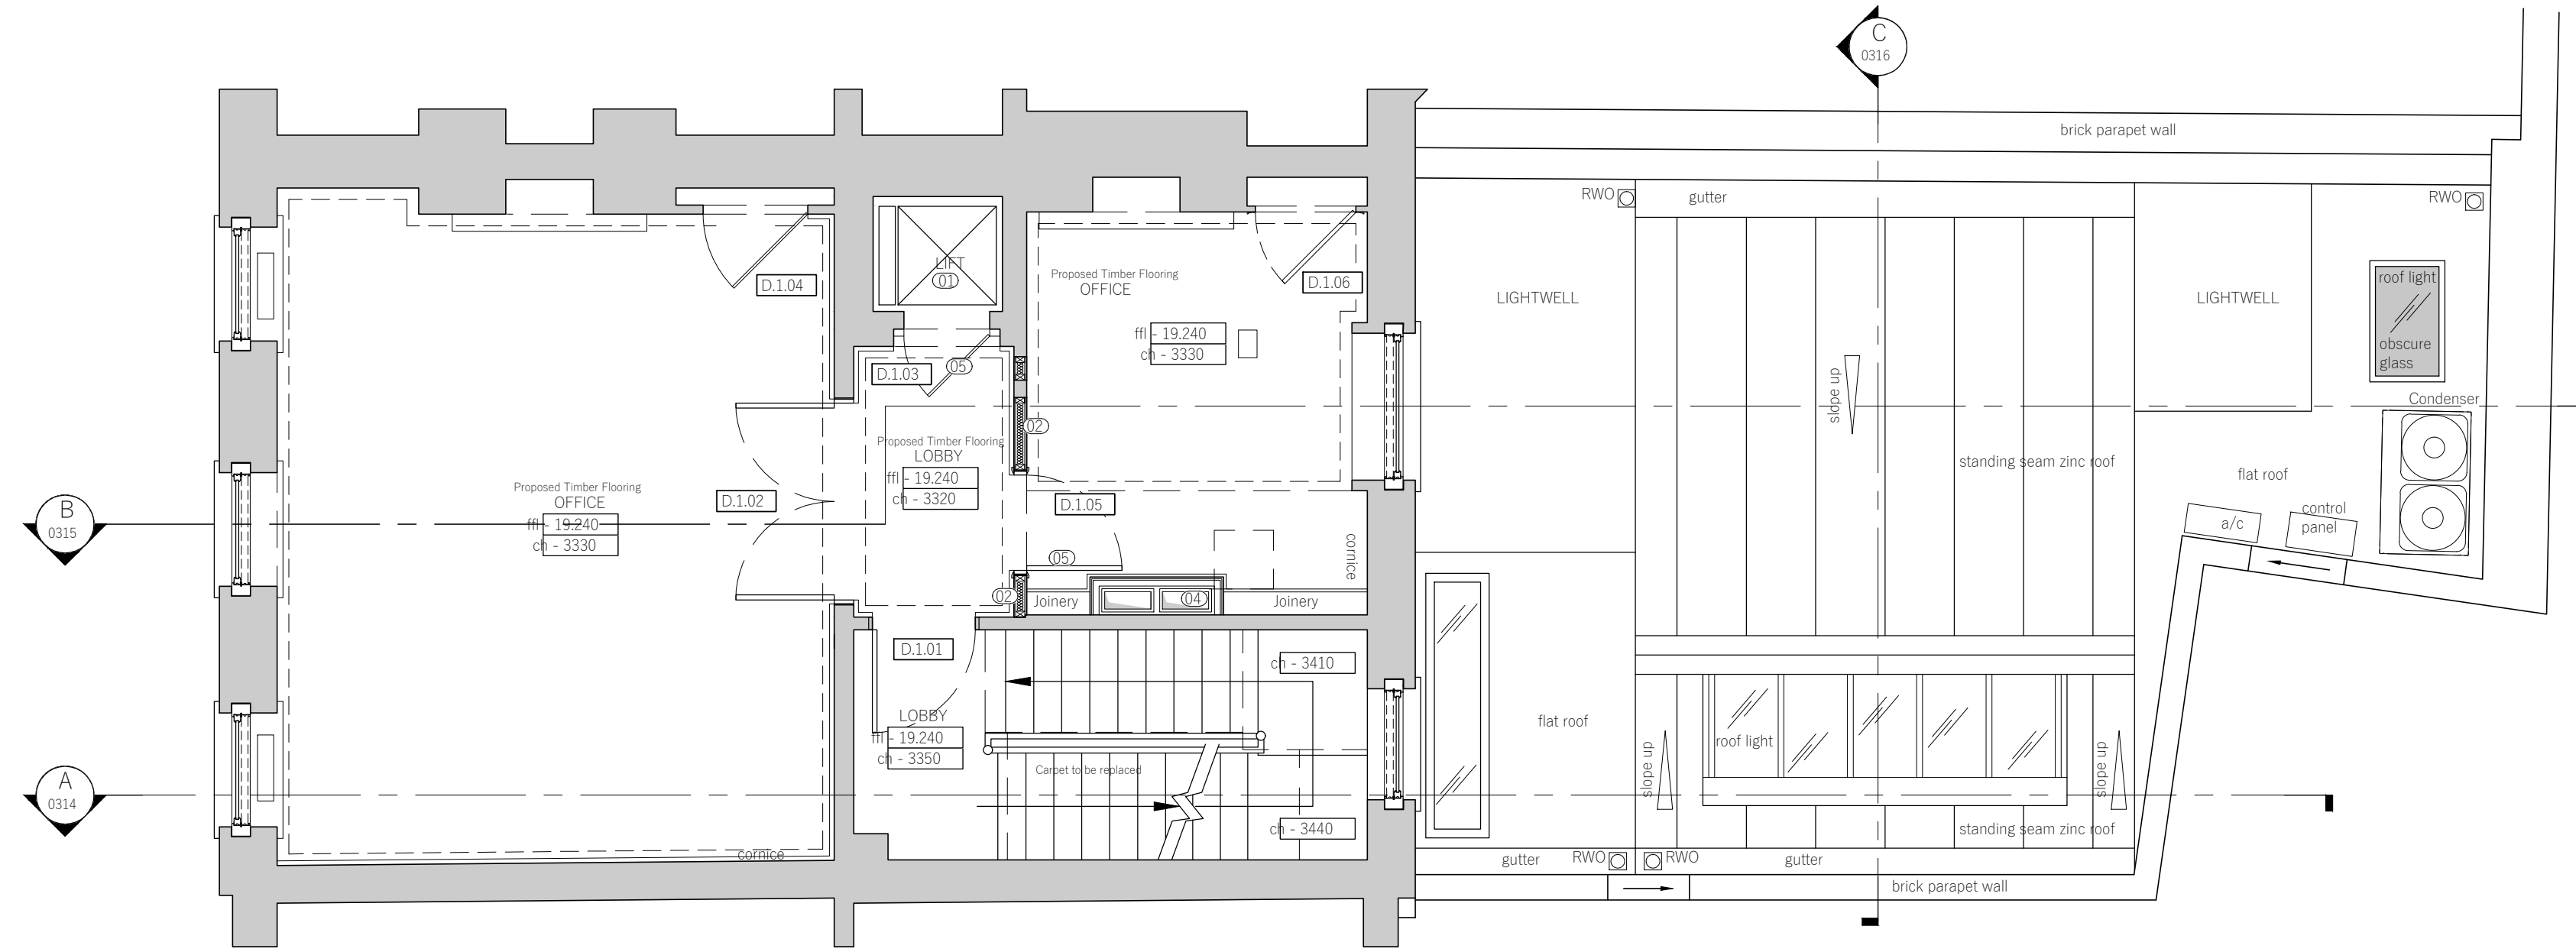 C
0316
brick parapet wall
RWO
gutter
RWO
LIFT
01
Proposed Timber Flooring
OFFICE
D.1.04
D.1.06
LIGHTWELL
LIGHTWELL
roof light
obscure
glass
ffl - 19.240
ch - 3330
D.1.03
05
slope up
Condenser
02
Proposed Timber Flooring
LOBBY
ffl - 19.240
ch - 3320
standing seam zinc roof
flat roof
Proposed Timber Flooring
OFFICE
ffl - 19.240
ch - 3330
D.1.02
D.1.05
B
0315
control
panel
a/c
cornice
05
02
Joinery
04
Joinery
D.1.01
ch - 3410
LOBBY
ffl - 19.240
ch - 3350
flat roof
roof light
Carpet to be replaced
slope up
slope up
A
0314
ch - 3440
standing seam zinc roof
cornice
gutter
RWO
RWO
gutter
brick parapet wall